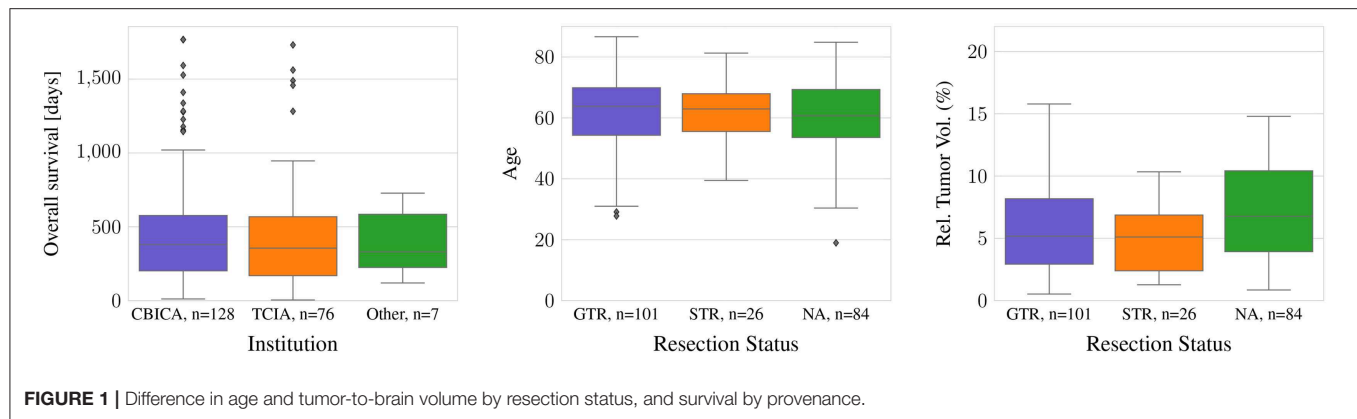 Overall survival [days]
1,500
1,000
500
0
CBICA, n=128 TCIA, n=76 Other, n=7
Institution
Age
80
60
40
20
0
GTR, n=101 STR, n=26 NA, n=84
Resection Status
Rel. Tumor Vol. (%)
20
15
10
5
0
GTR, n=101 STR, n=26 NA, n=84
Resection Status
FIGURE 1 | Difference in age and tumor-to-brain volume by resection status, and survival by provenance.